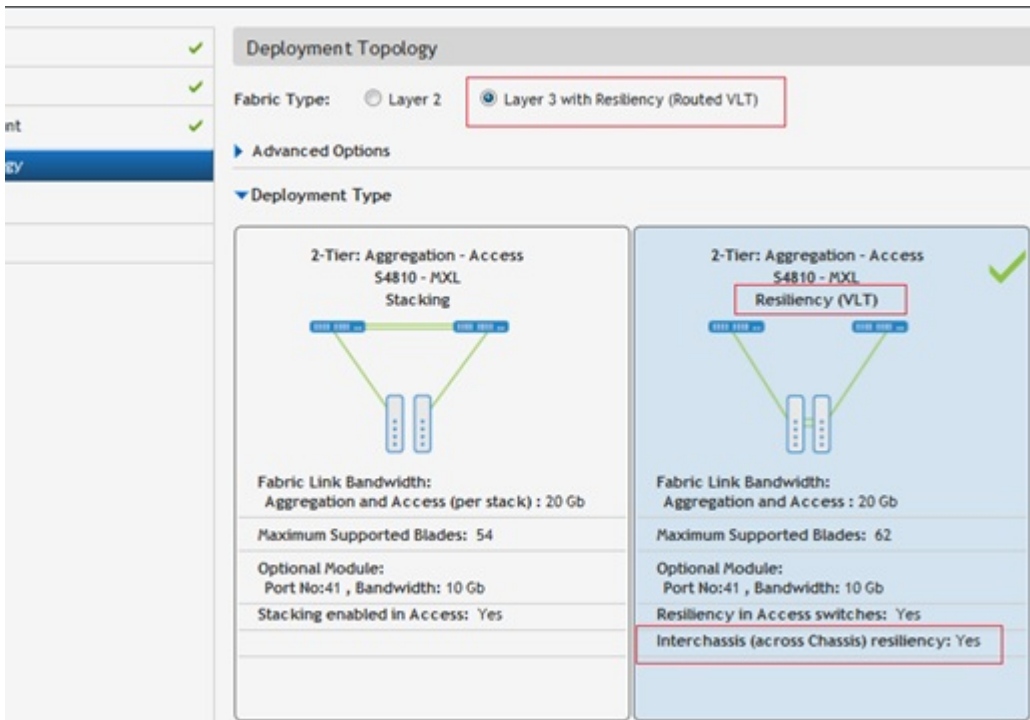 Deployment Topology
Fabric Type: Layer 2 Layer 3 with Resiliency (Routed VLT)
nt
gy
Advanced Options
Deployment Type
2-Tier: Aggregation - Access
S4810 - MXL
Stacking
Fabric Link Bandwidth:
Aggregation and Access (per stack) : 20 Gb
Maximum Supported Blades: 54
Optional Module:
Port No:41 , Bandwidth: 10 Gb
Stacking enabled in Access: Yes
2-Tier: Aggregation - Access
S4810 - MXL
Resiliency (VLT)
Fabric Link Bandwidth:
Aggregation and Access : 20 Gb
Maximum Supported Blades: 62
Optional Module:
Port No:41 , Bandwidth: 10 Gb
Resiliency in Access switches: Yes
Interchassis (across Chassis) resiliency: Yes